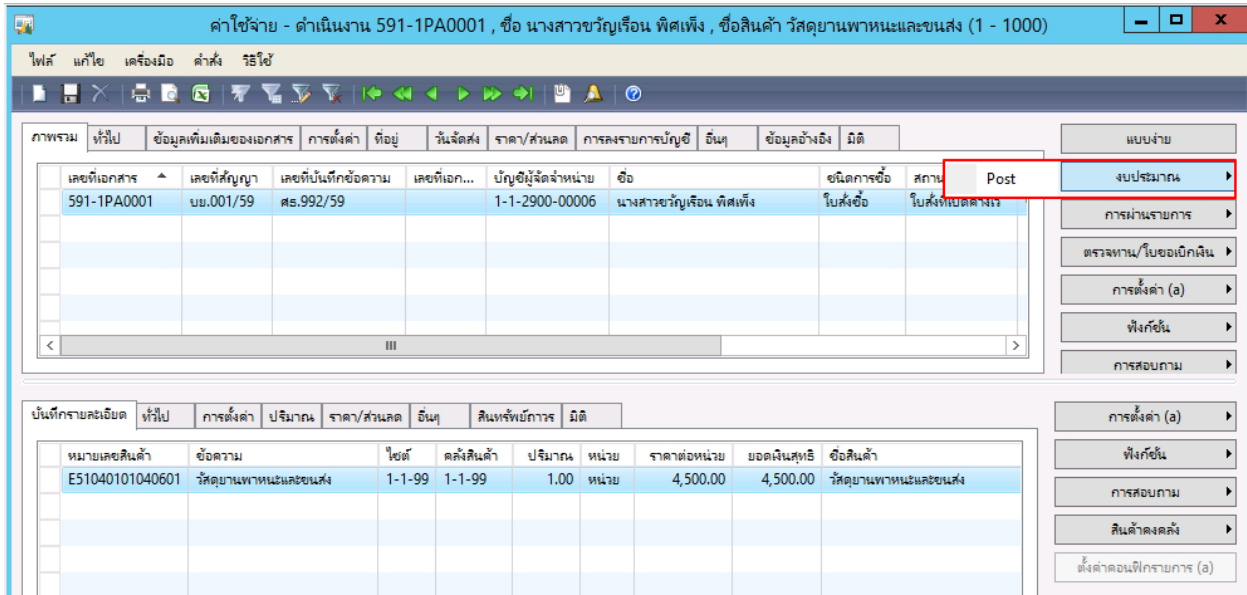 ค่าใช้จ่าย - ดำเนินงาน 591-1PA0001 , ชื่อ นางสาวขวัญเรือน พิศเพ็ง , ชื่อสินค้า วัสดุยานพาหนะและขนส่ง (1 - 1000)
ไฟล์ แก้ไข เครื่องมือ คำสั่ง วิธีใช้
ภาพรวม ทั่วไป ข้อมูลเพิ่มเติมของเอกสาร การตั้งค่า ที่อยู่ วันจัดส่ง ราคา/ส่วนลด การลงรายการบัญชี อื่นๆ ข้อมูลอ้างอิง มิติ
แบบง่าย
เลขที่เอกสาร เลขที่สัญญา เลขที่บันทึกข้อความ เลขที่เอก... บัญชีผู้จัดจำหน่าย ชื่อ ชนิดการซื้อ สถาน
Post
งบประมาณ
591-1PA0001 บย.001/59 ศธ.992/59 1-1-2900-00006 นางสาวขวัญเรือน พิศเพ็ง ใบสั่งซื้อ ใบสั่งที่เปิดค้างไว้
การผ่านรายการ
ตรวจทาน/ใบขอเบิกเงิน
การตั้งค่า (a)
ฟังก์ชั่น
การสอบถาม
บันทึกรายละเอียด ทั่วไป การตั้งค่า ปริมาณ ราคา/ส่วนลด อื่นๆ สินทรัพย์ถาวร มิติ
การตั้งค่า (a)
หมายเลขสินค้า ข้อความ ไซต์ คลังสินค้า ปริมาณ หน่วย ราคาต่อหน่วย ยอดเงินสุทธิ ชื่อสินค้า
ฟังก์ชั่น
E51040101040601 วัสดุยานพาหนะและขนส่ง 1-1-99 1-1-99 1.00 หน่วย 4,500.00 4,500.00 วัสดุยานพาหนะและขนส่ง
การสอบถาม
สินค้าคงคลัง
ตั้งค่าคอนฟิกรายการ (a)